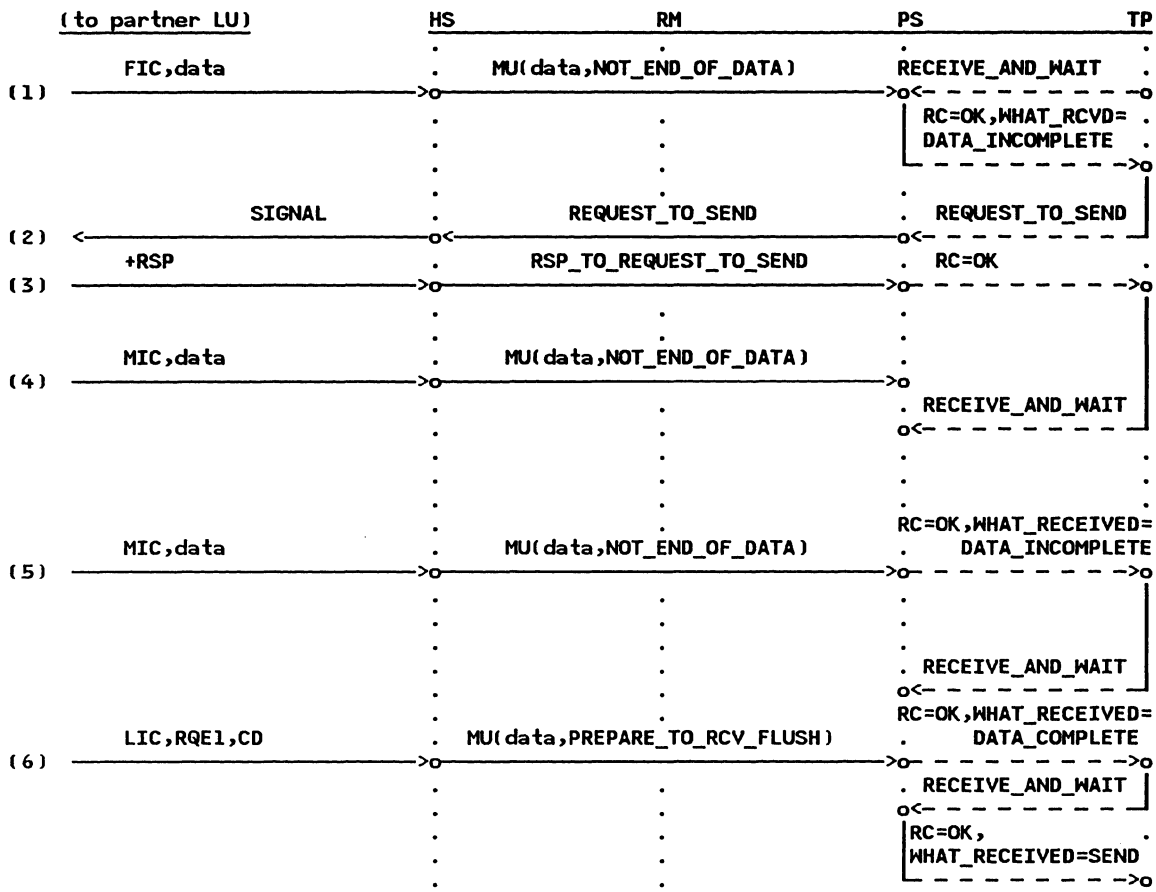 (to partner LU) HS RM PS TP
FIC,data MU(data,NOT_END_OF_DATA) RECEIVE_AND_WAIT
(1)
RC=OK,WHAT_RCVD=
DATA_INCOMPLETE
SIGNAL REQUEST_TO_SEND REQUEST_TO_SEND
(2)
+RSP RSP_TO_REQUEST_TO_SEND RC=OK
(3)
MIC,data MU(data,NOT_END_OF_DATA)
(4)
RECEIVE_AND_WAIT
RC=OK,WHAT_RECEIVED=
MIC,data MU(data,NOT_END_OF_DATA) DATA_INCOMPLETE
(5)
RECEIVE_AND_WAIT
RC=OK,WHAT_RECEIVED=
LIC,RQE1,CD MU(data,PREPARE_TO_RCV_FLUSH) DATA_COMPLETE
(6)
RECEIVE_AND_WAIT
RC=OK,
WHAT_RECEIVED=SEND